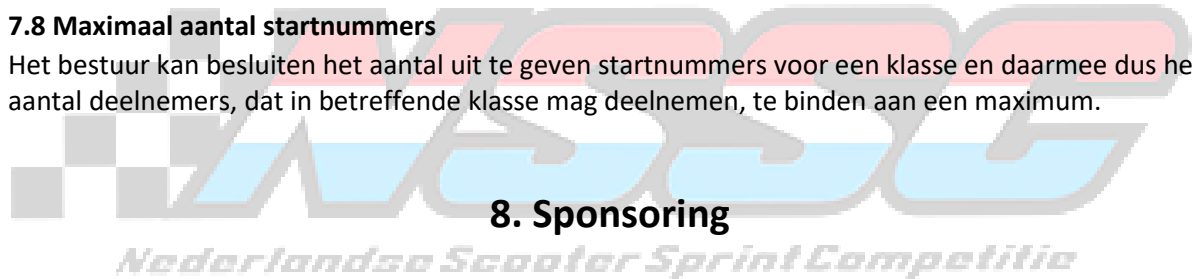 7.8 Maximaal aantal startnummers
Het bestuur kan besluiten het aantal uit te geven startnummers voor een klasse en daarmee dus he
aantal deelnemers, dat in betreffende klasse mag deelnemen, te binden aan een maximum.
NSSC
8. Sponsoring
Nederlandse Scooter Sprint Competitie